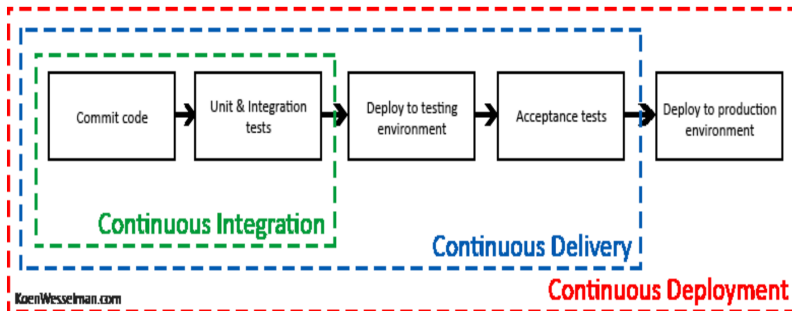 Commit code
Unit & Integration
tests
Deploy to testing
environment
Acceptance tests
Deploy to production
environment
Continuous Integration
Continuous Delivery
Continuous Deployment
KoenWesselman.com